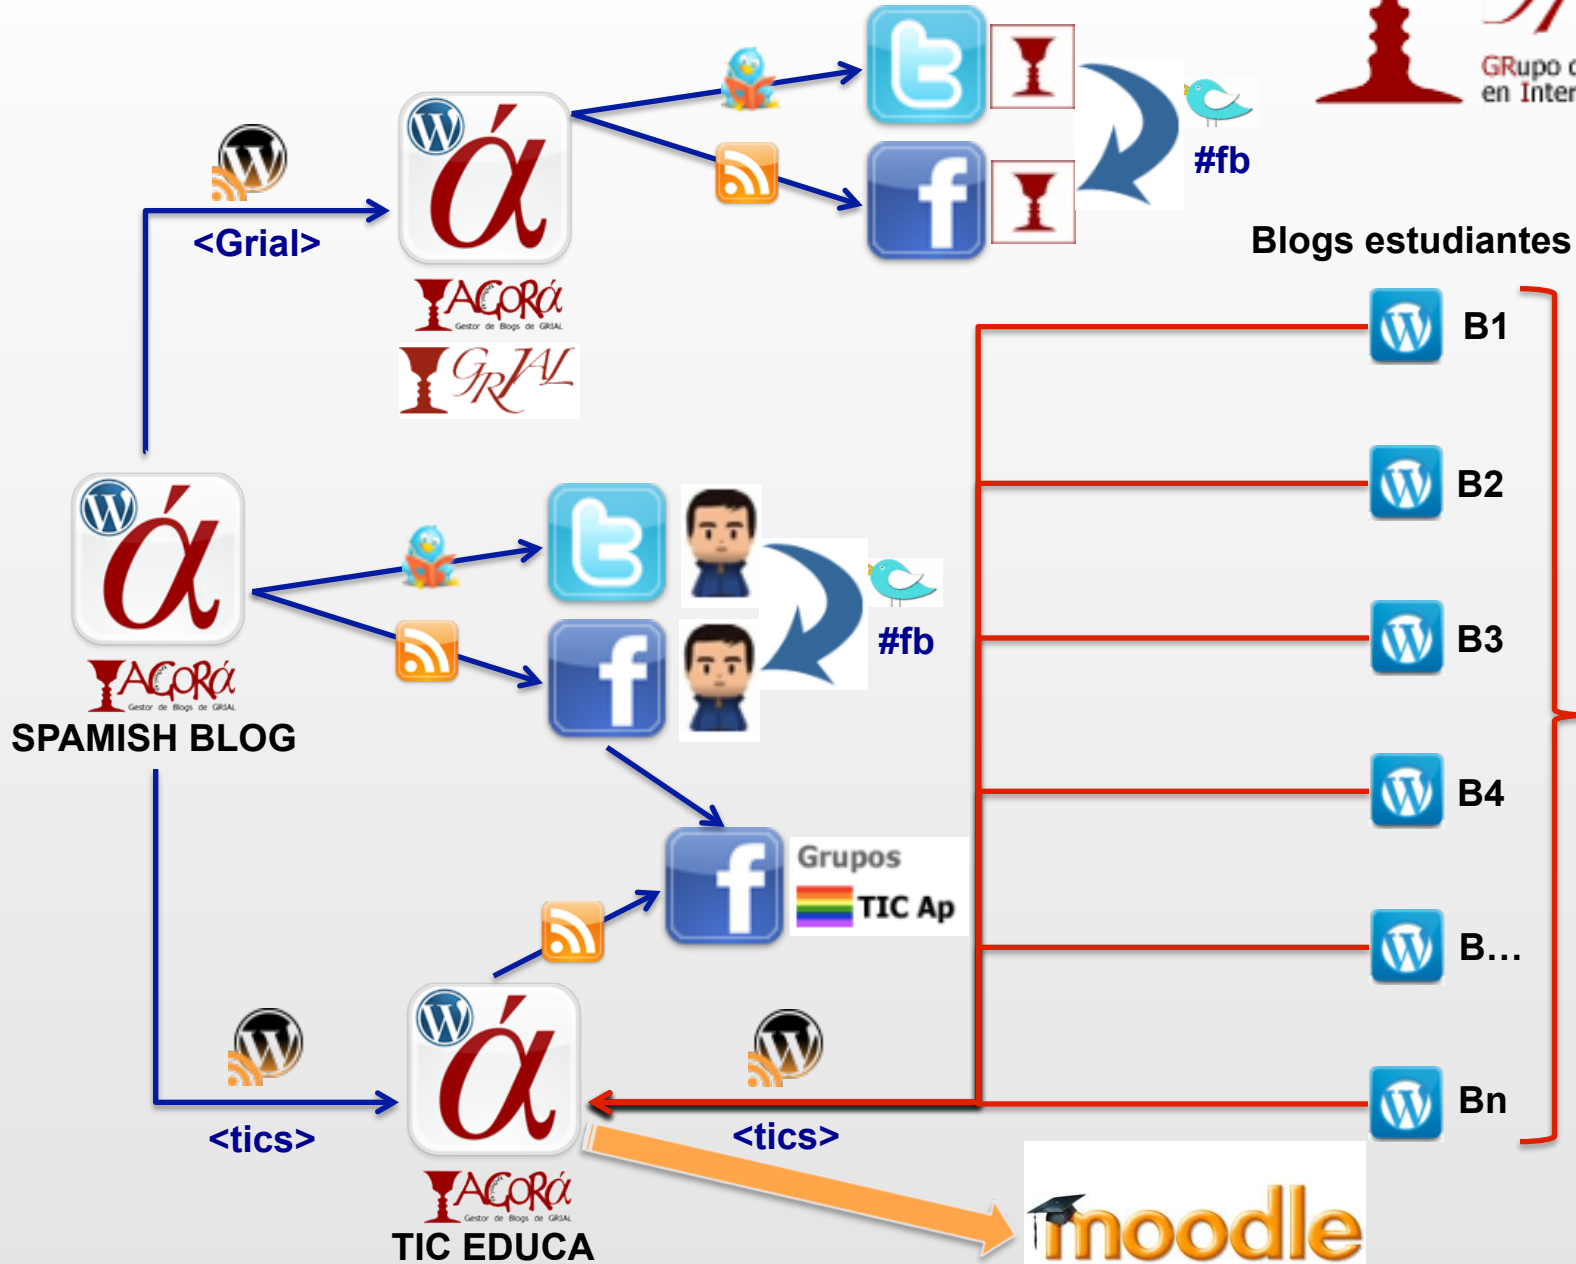 GRupo d
en Inter
#fb
<Grial>
Blogs estudiantes
AGORá
Gestor de Blogs de GRIAL
GRIAL
B1
B2
#fb
B3
AGORá
Gestor de Blogs de GRIAL
SPAMISH BLOG
B4
Grupos
TIC Ap
B...
<tics>
<tics>
Bn
AGORá
Gestor de Blogs de GRIAL
TIC EDUCA
moodle